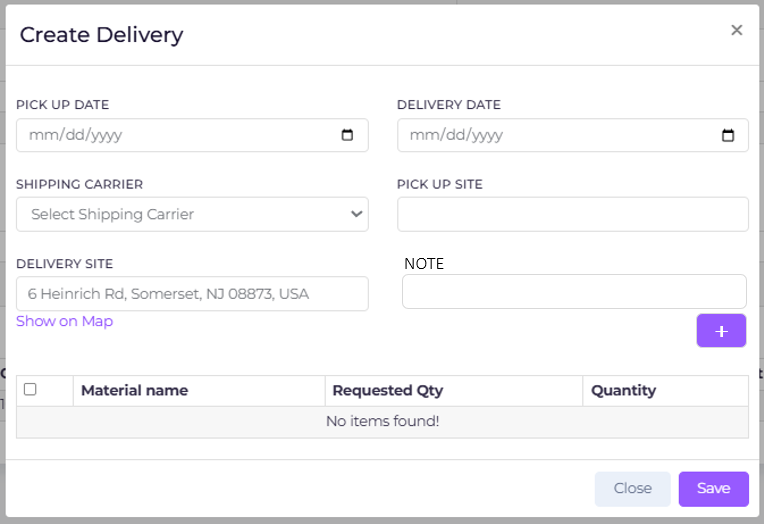 Create Delivery ×
PICK UP DATE DELIVERY DATE
mm/dd/yyyy mm/dd/yyyy
SHIPPING CARRIER PICK UP SITE
Select Shipping Carrier
DELIVERY SITE NOTE
6 Heinrich Rd, Somerset, NJ 08873, USA
Show on Map
+
Material name Requested Qty Quantity
No items found!
Close Save